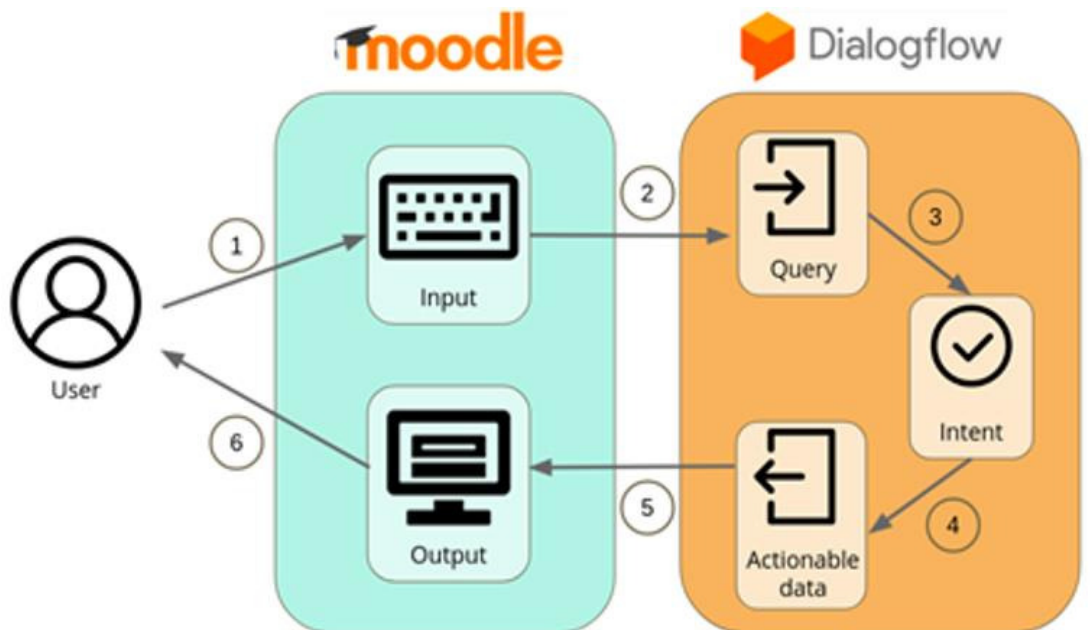 moodle
Dialogflow
1
2
3
Input
Query
User
Intent
6
5
4
Output
Actionable
data